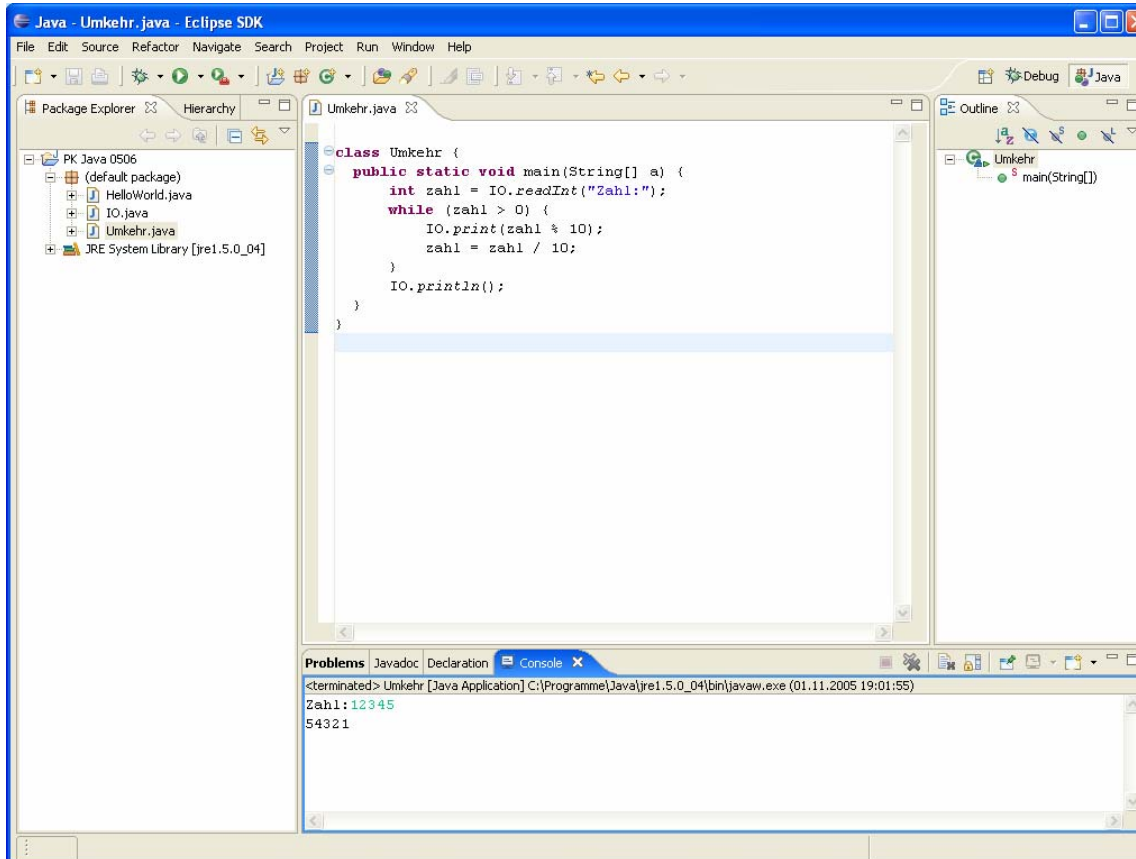 Java - Umkehr.java - Eclipse SDK
File Edit Source Refactor Navigate Search Project Run Window Help
Debug Java
Package Explorer Hierarchy
PK Java 0506
(default package)
HelloWorld.java
IO.java
Umkehr.java
JRE System Library [jre1.5.0_04]
Umkehr.java
class Umkehr {
public static void main(String[] a) {
int zahl = IO.readInt("Zahl:");
while (zahl > 0) {
IO.print(zahl % 10);
zahl = zahl / 10;
}
IO.println();
}
}
Outline
Umkehr
main(String[])
Problems Javadoc Declaration Console
<terminated> Umkehr [Java Application] C:\Programme\Java\jre1.5.0_04\bin\javaw.exe (01.11.2005 19:01:55)
Zahl:12345
54321